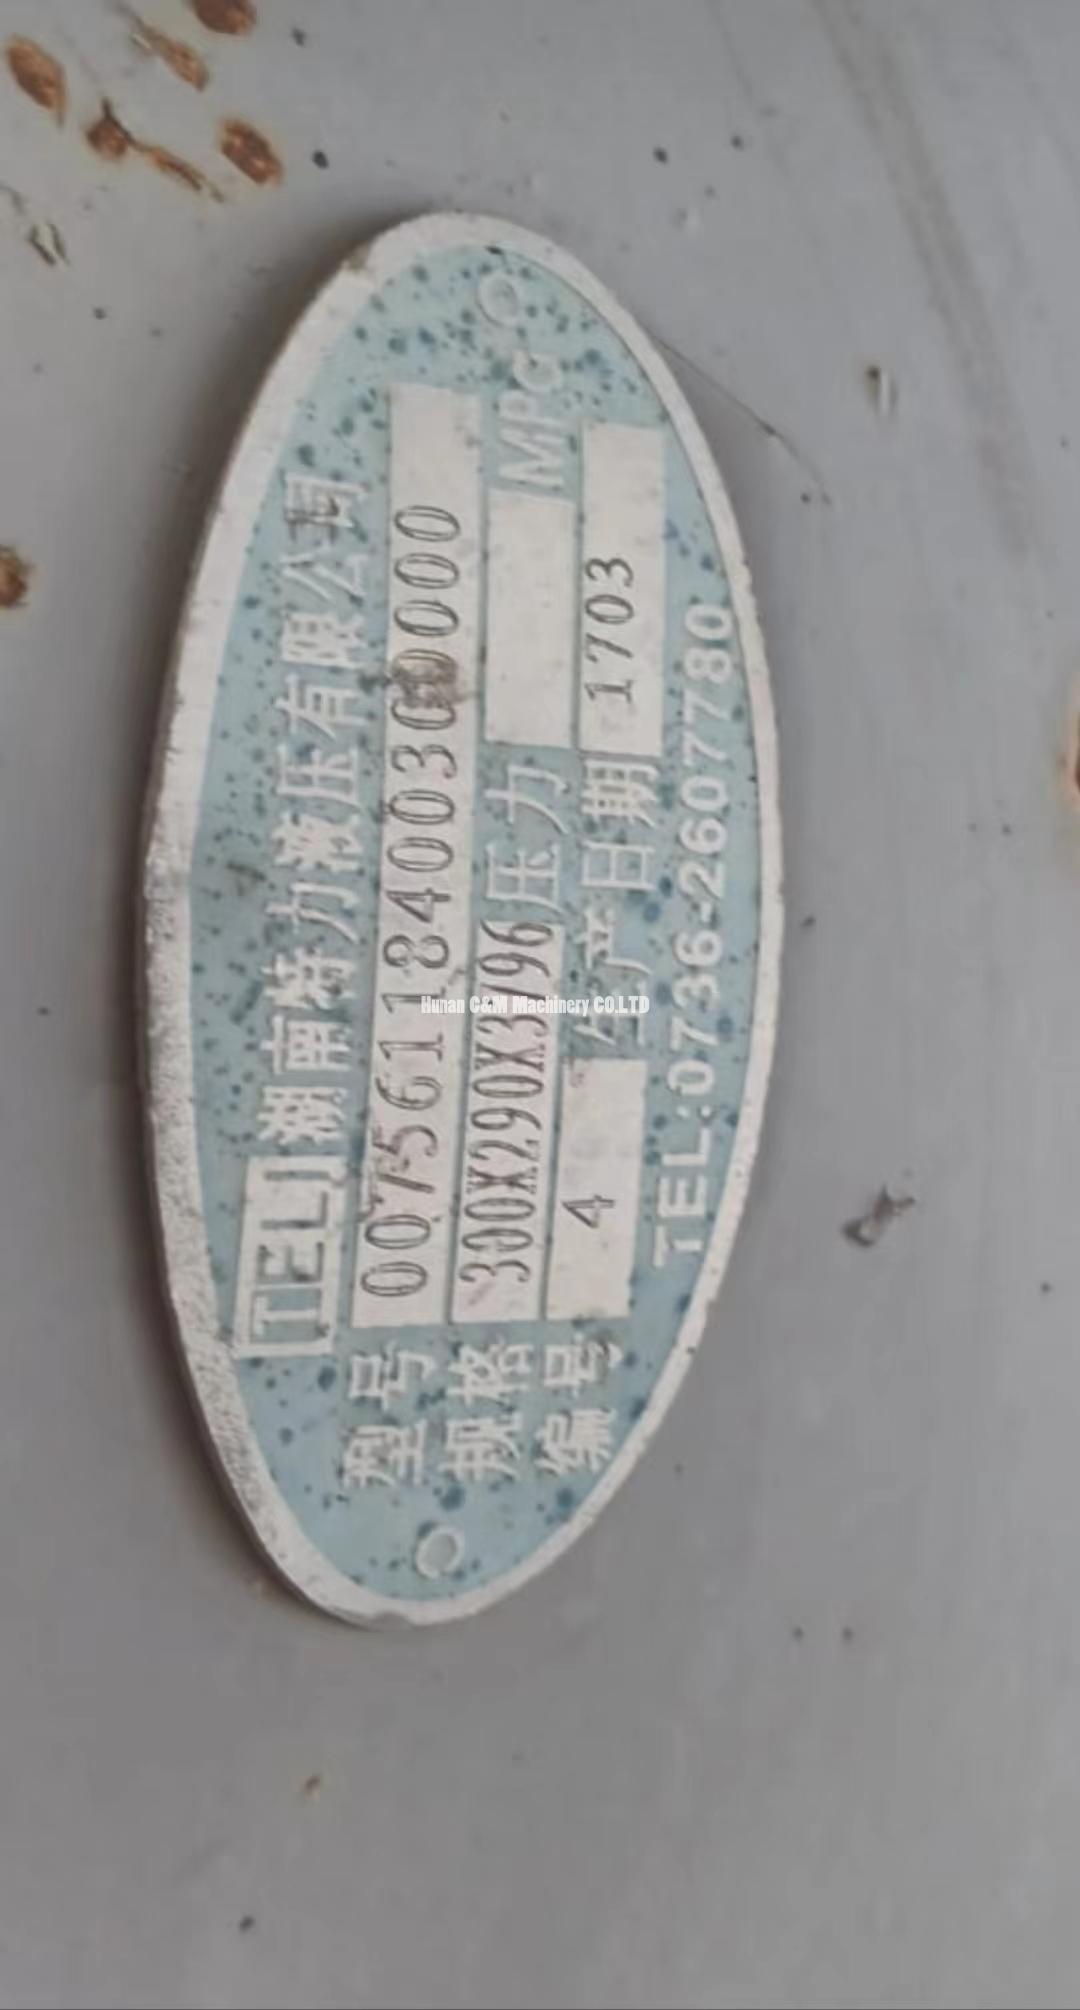 TELI 湖南特力液压有限公司
型号 0075611840030000​0
规格 300X290X3796 压力 MPa
编号 4 生产日期 1703
TEL:0736-2607780
Hunan C&M Machinery CO.LTD